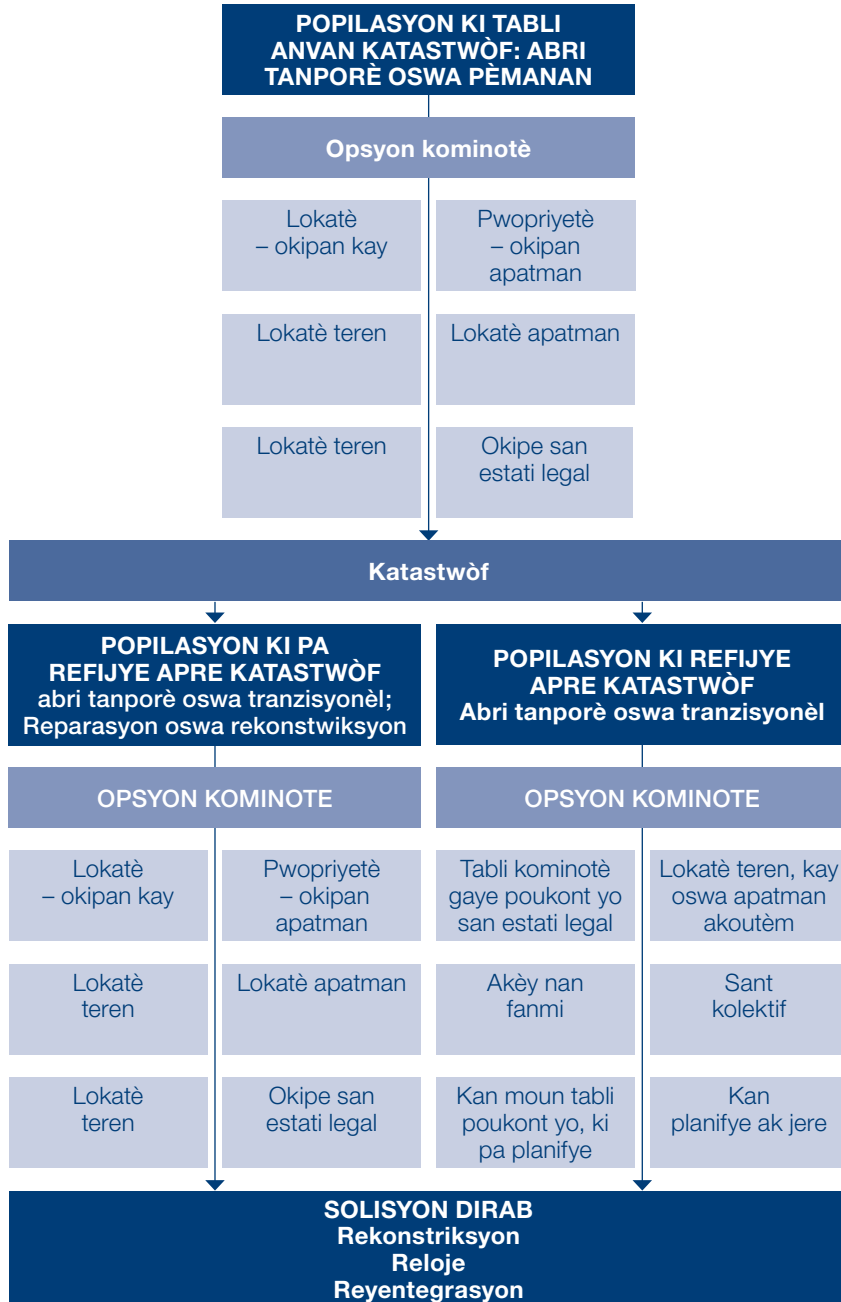 POPILASYON KI TABLI
ANVAN KATASTWÒF: ABRI
TANPORÈ OSWA PÈMANAN
Opsyon kominotè
Lokatè
– okipan kay
Pwopriyetè
– okipan
apatman
Lokatè teren
Lokatè apatman
Lokatè teren
Okipe san
estati legal
Katastwòf
POPILASYON KI PA
REFIJYE APRE KATASTWÒF
abri tanporè oswa tranzisyonèl;
Reparasyon oswa rekonstwiksyon
OPSYON KOMINOTE
Lokatè
– okipan kay
Pwopriyetè
– okipan
apatman
Lokatè
teren
Lokatè apatman
Lokatè
teren
Okipe san
estati legal
POPILASYON KI REFIJYE
APRE KATASTWÒF
Abri tanporè oswa tranzisyonèl
OPSYON KOMINOTE
Tabli kominotè
gaye poukont yo
san estati legal
Lokatè teren, kay
oswa apatman
akoutèm
Akèy nan
fanmi
Sant
kolektif
Kan moun tabli
poukont yo, ki
pa planifye
Kan
planifye ak jere
SOLISYON DIRAB
Rekonstriksyon
Reloje
Reyentegrasyon